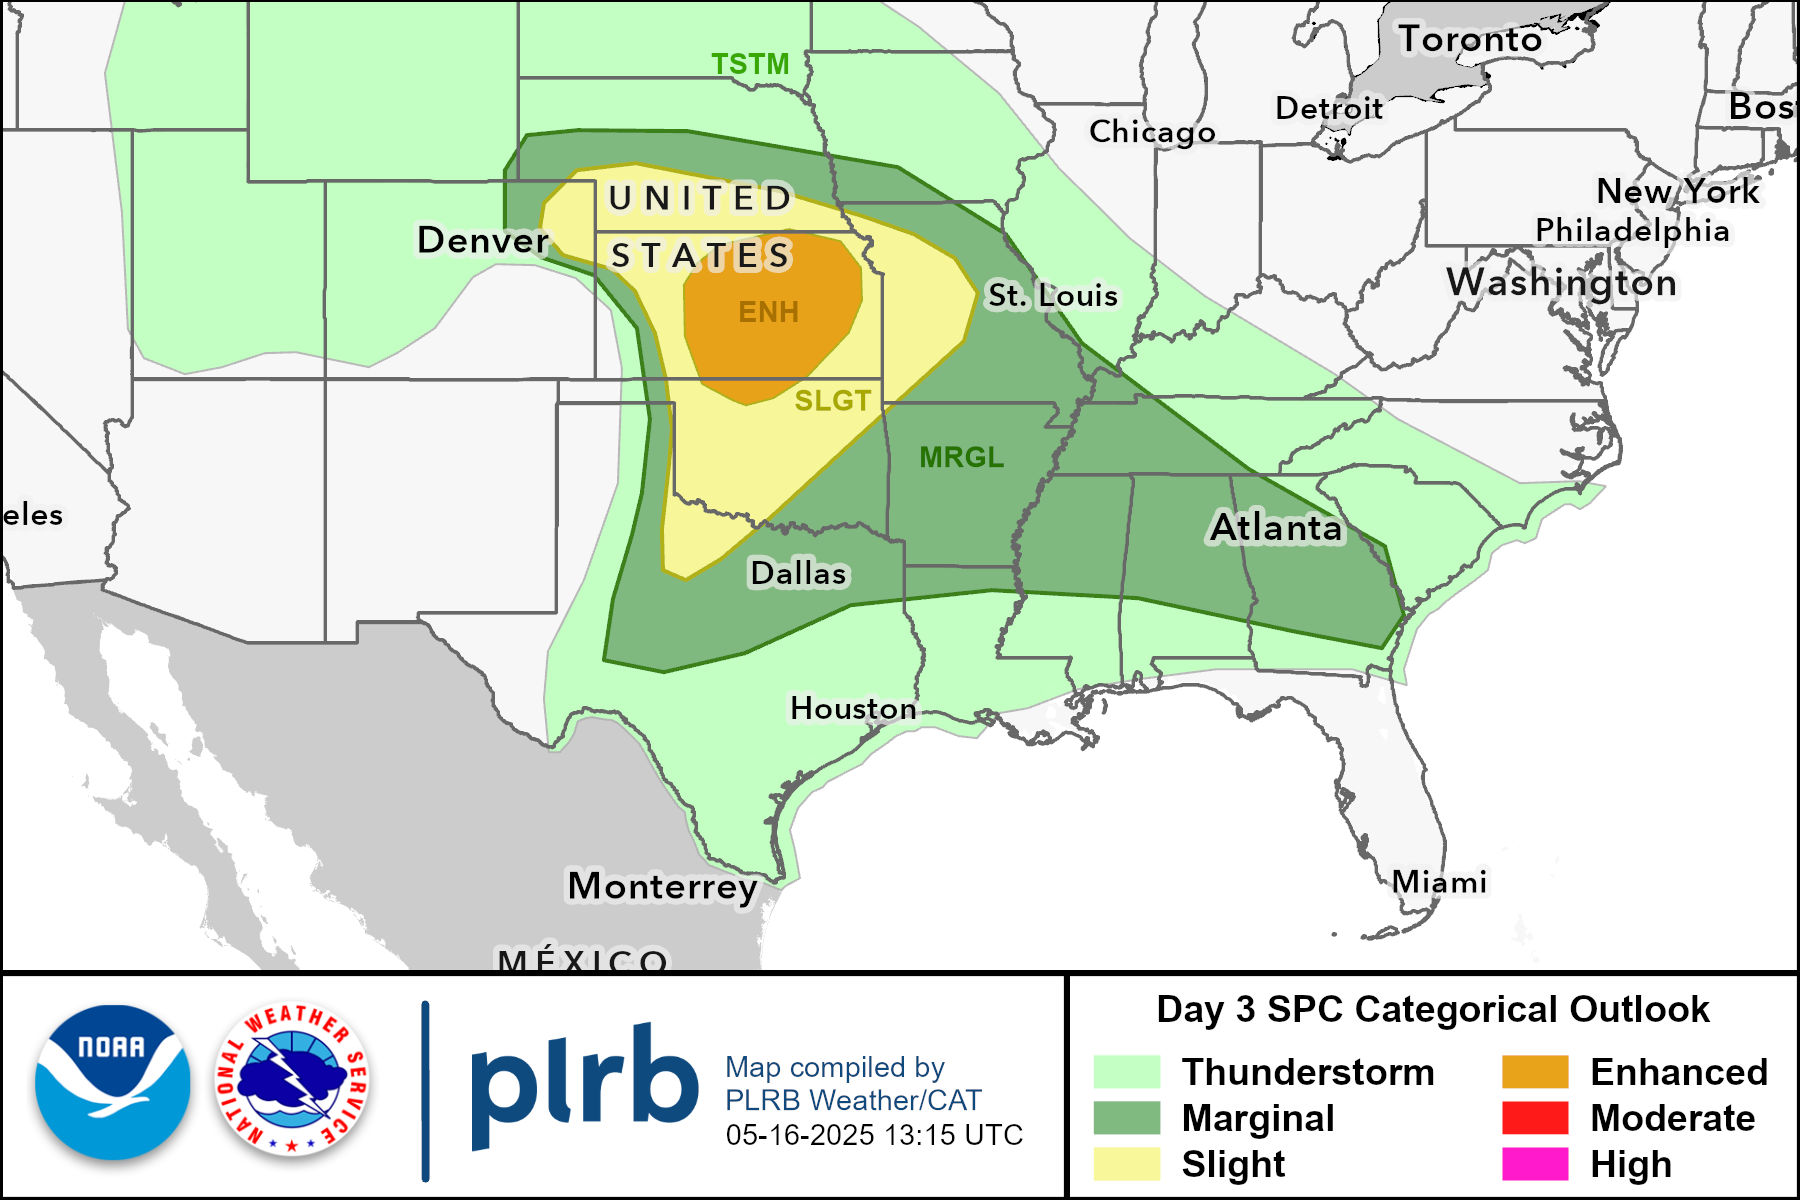 Toronto
TSTM
Detroit
Bos
Chicago
New York
UNITED
Philadelphia
Denver
STATES
Washington
St. Louis
ENH
SLGT
MRGL
eles
Atlanta
Dallas
Houston
Miami
Monterrey
MÉXICO
NOAA
NATIONAL WEATHER SERVICE
plrb
Map compiled by
PLRB Weather/CAT
05-16-2025 13:15 UTC
Day 3 SPC Categorical Outlook
Thunderstorm
Marginal
Slight
Enhanced
Moderate
High